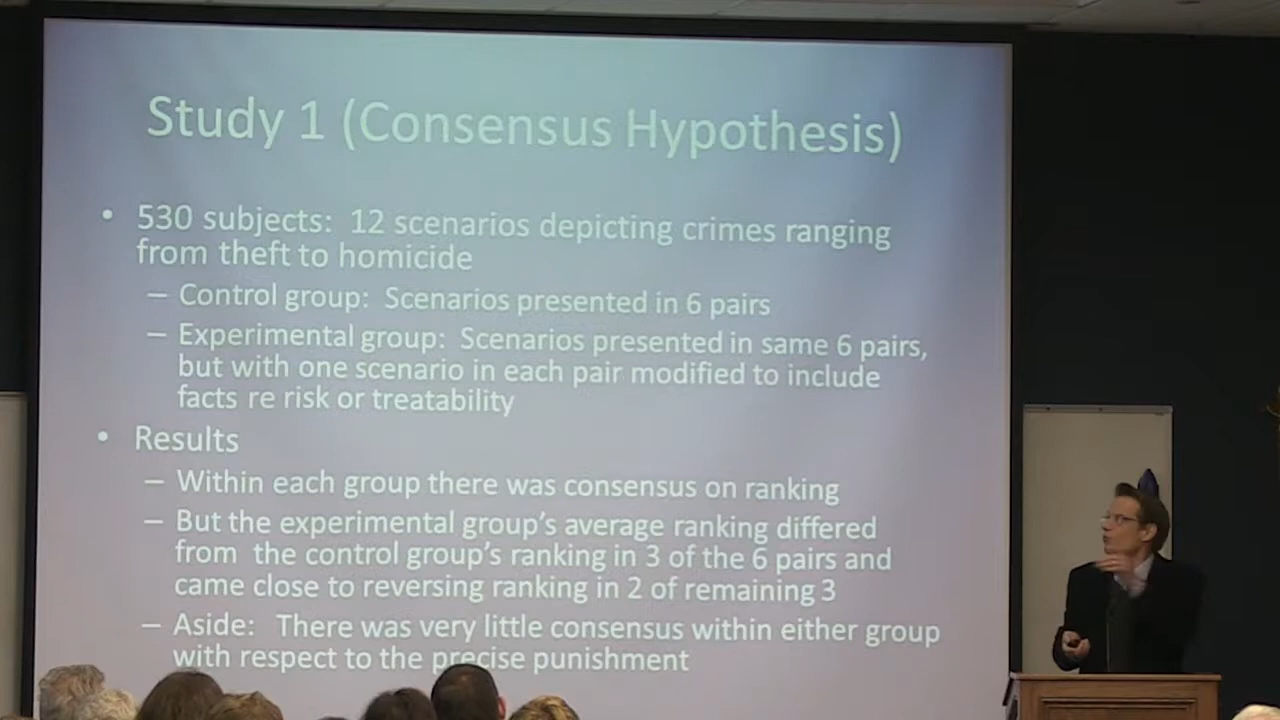 Study 1 (Consensus Hypothesis)
• 530 subjects: 12 scenarios depicting crimes ranging
from theft to homicide
– Control group: Scenarios presented in 6 pairs
– Experimental group: Scenarios presented in same 6 pairs,
but with one scenario in each pair modified to include
facts re risk or treatability
• Results
– Within each group there was consensus on ranking
– But the experimental group's average ranking differed
from the control group's ranking in 3 of the 6 pairs and
came close to reversing ranking in 2 of remaining 3
– Aside: There was very little consensus within either group
with respect to the precise punishment